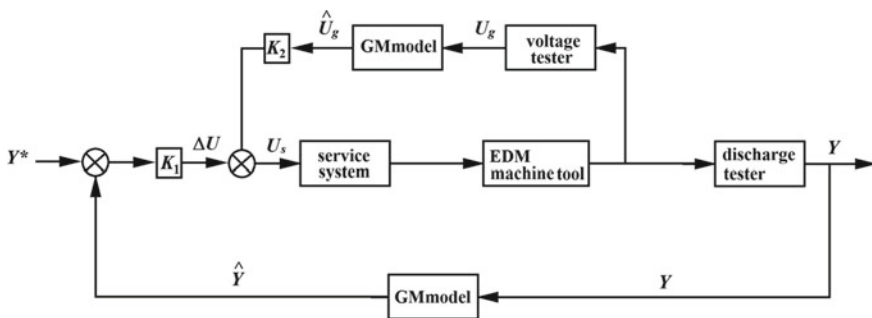 Û_g
U_g
K_2
GMmodel
voltage
tester
Y*
ΔU
U_s
K_1
service
system
EDM
machine tool
discharge
tester
Y
Ŷ
GMmodel
Y